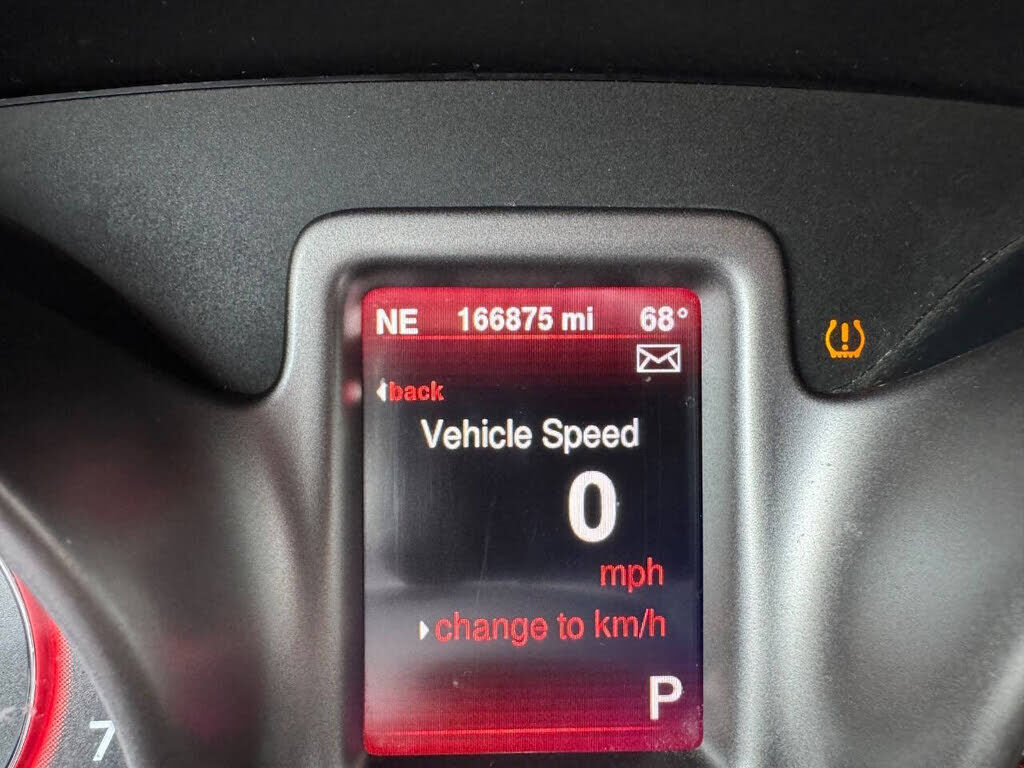 NE 166875 mi 68°
back
Vehicle Speed
0
mph
change to km/h
P
7